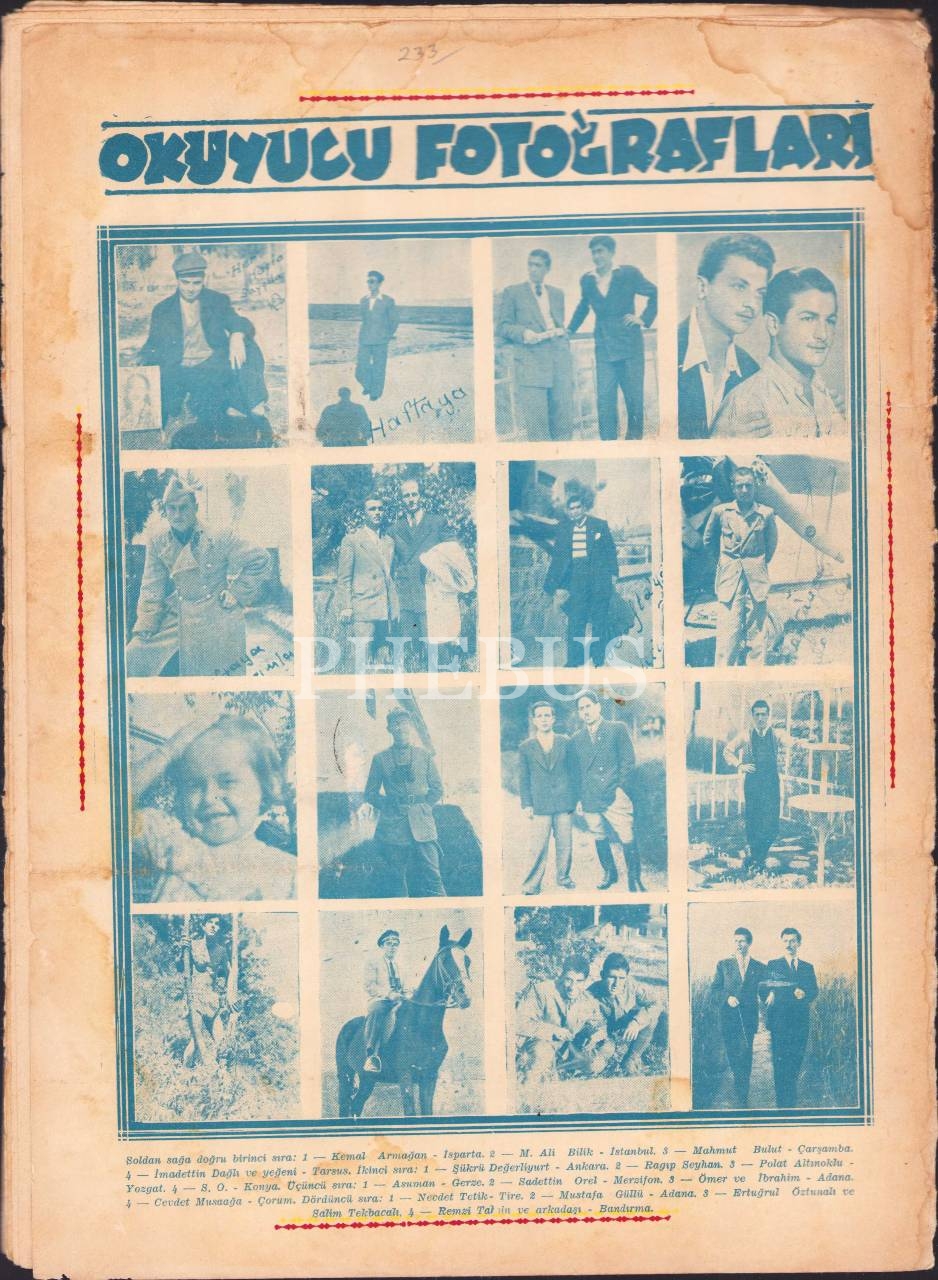 233
OKUYUCU FOTOĞRAFLARI
Haftaya
PHEBUS
Soldan sağa doğru birinci sıra: 1 — Kemal Armağan - Isparta. 2 — M. Ali Bilik - İstanbul. 3 — Mahmut Bulut - Çarşamba.
4 — İmadettin Dağlı ve yeğeni - Tarsus. İkinci sıra: 1 — Şükrü Değerliyurt - Ankara. 2 — Ragıp Seyhan. 3 — Polat Altınoklu -
Yozgat. 4 — S. O. - Konya. Üçüncü sıra: 1 — Asuman - Gerze. 2 — Sadettin Orel - Merzifon. 3 — Ömer ve İbrahim - Adana.
4 — Cevdet Musaağa - Çorum. Dördüncü sıra: 1 — Necdet Tetik - Tire. 2 — Mustafa Güllü - Adana. 3 — Ertuğrul Öztunalı ve
Salim Tekbacalı. 4 — Remzi ve arkadaşı - Bandırma.